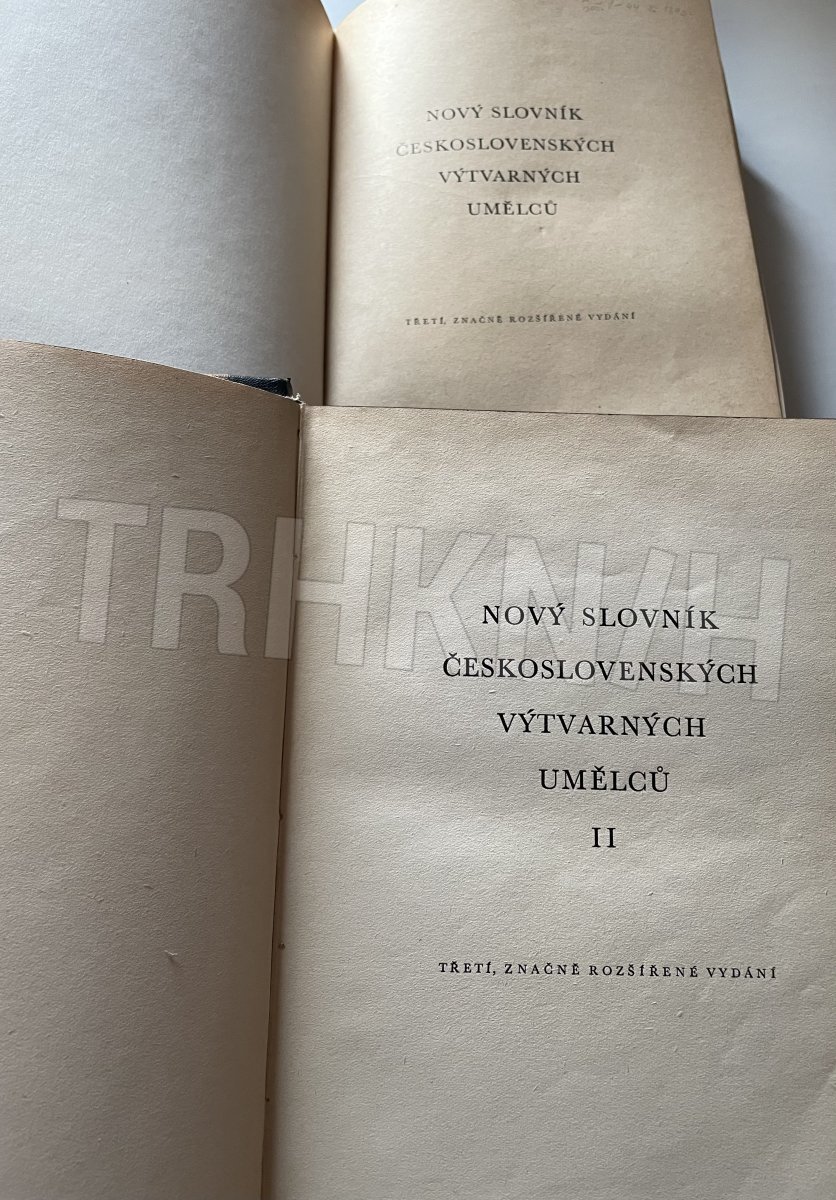 NOVÝ SLOVNÍK
ČESKOSLOVENSKÝCH
VÝTVARNÝCH
UMĚLCŮ
TŘETÍ, ZNAČNĚ ROZŠÍŘENÉ VYDÁNÍ
TRHKNIH
NOVÝ SLOVNÍK
ČESKOSLOVENSKÝCH
VÝTVARNÝCH
UMĚLCŮ
II
TŘETÍ, ZNAČNĚ ROZŠÍŘENÉ VYDÁNÍ